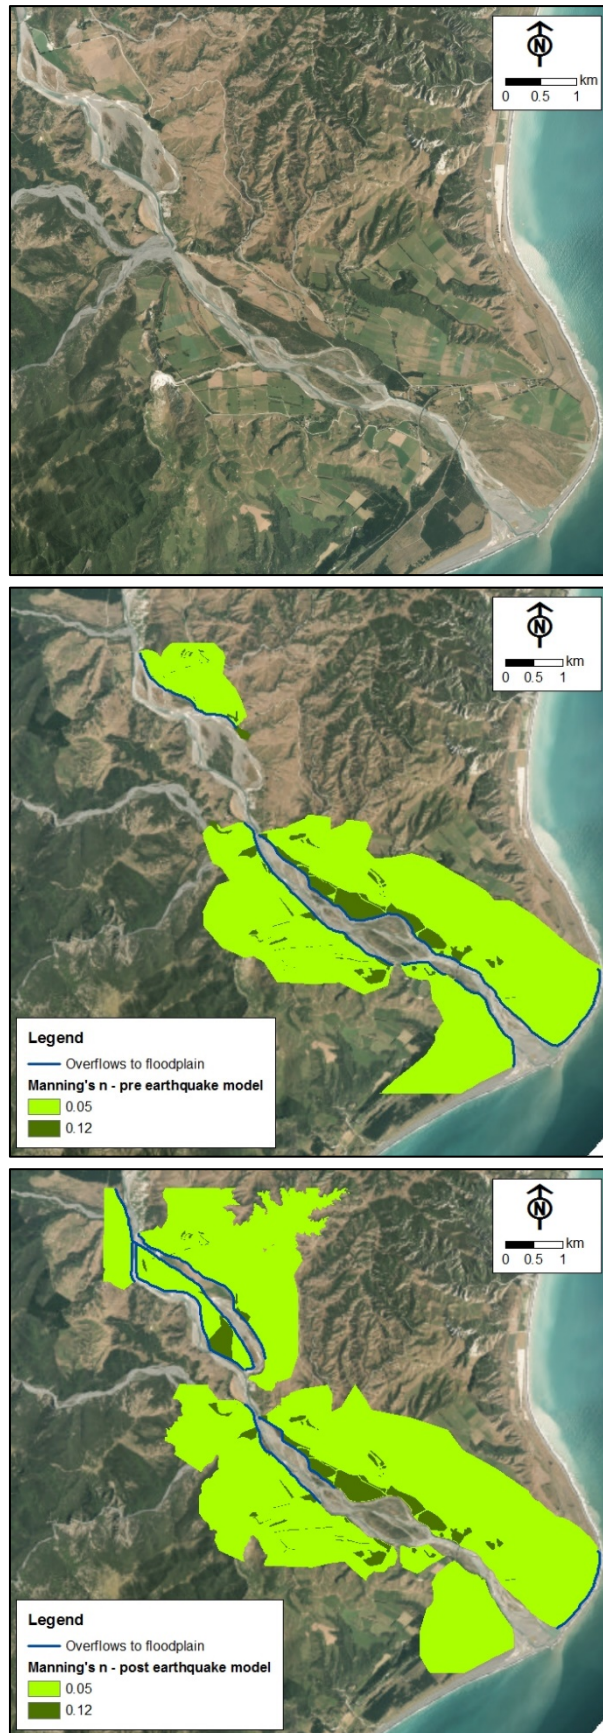 N
km
0 0.5 1
N
km
0 0.5 1
Legend
Overflows to floodplain
Manning's n - pre earthquake model
0.05
0.12
N
km
0 0.5 1
Legend
Overflows to floodplain
Manning's n - post earthquake model
0.05
0.12